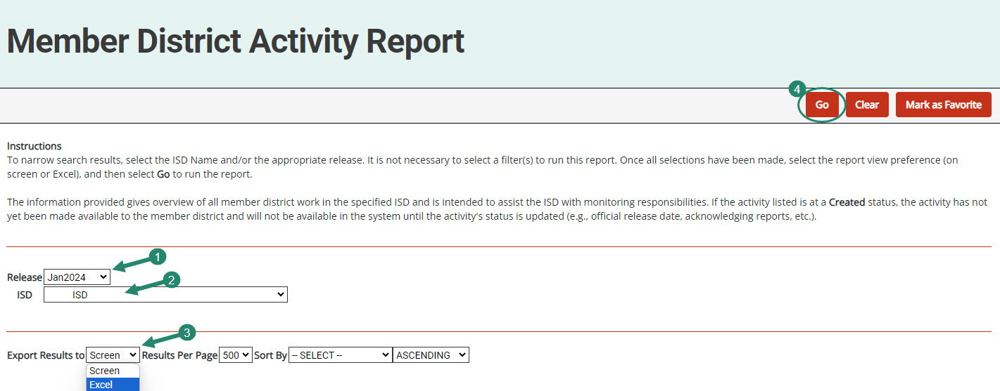 Member District Activity Report
4
Go Clear Mark as Favorite
Instructions
To narrow search results, select the ISD Name and/or the appropriate release. It is not necessary to select a filter(s) to run this report. Once all selections have been made, select the report view preference (on
screen or Excel), and then select Go to run the report.
The information provided gives overview of all member district work in the specified ISD and is intended to assist the ISD with monitoring responsibilities. If the activity listed is at a Created status, the activity has not
yet been made available to the member district and will not be available in the system until the activity's status is updated (e.g., official release date, acknowledging reports, etc.).
1
Release Jan2024
2
ISD ISD
3
Export Results to Screen Results Per Page 500 Sort By -- SELECT -- ASCENDING
Screen
Excel